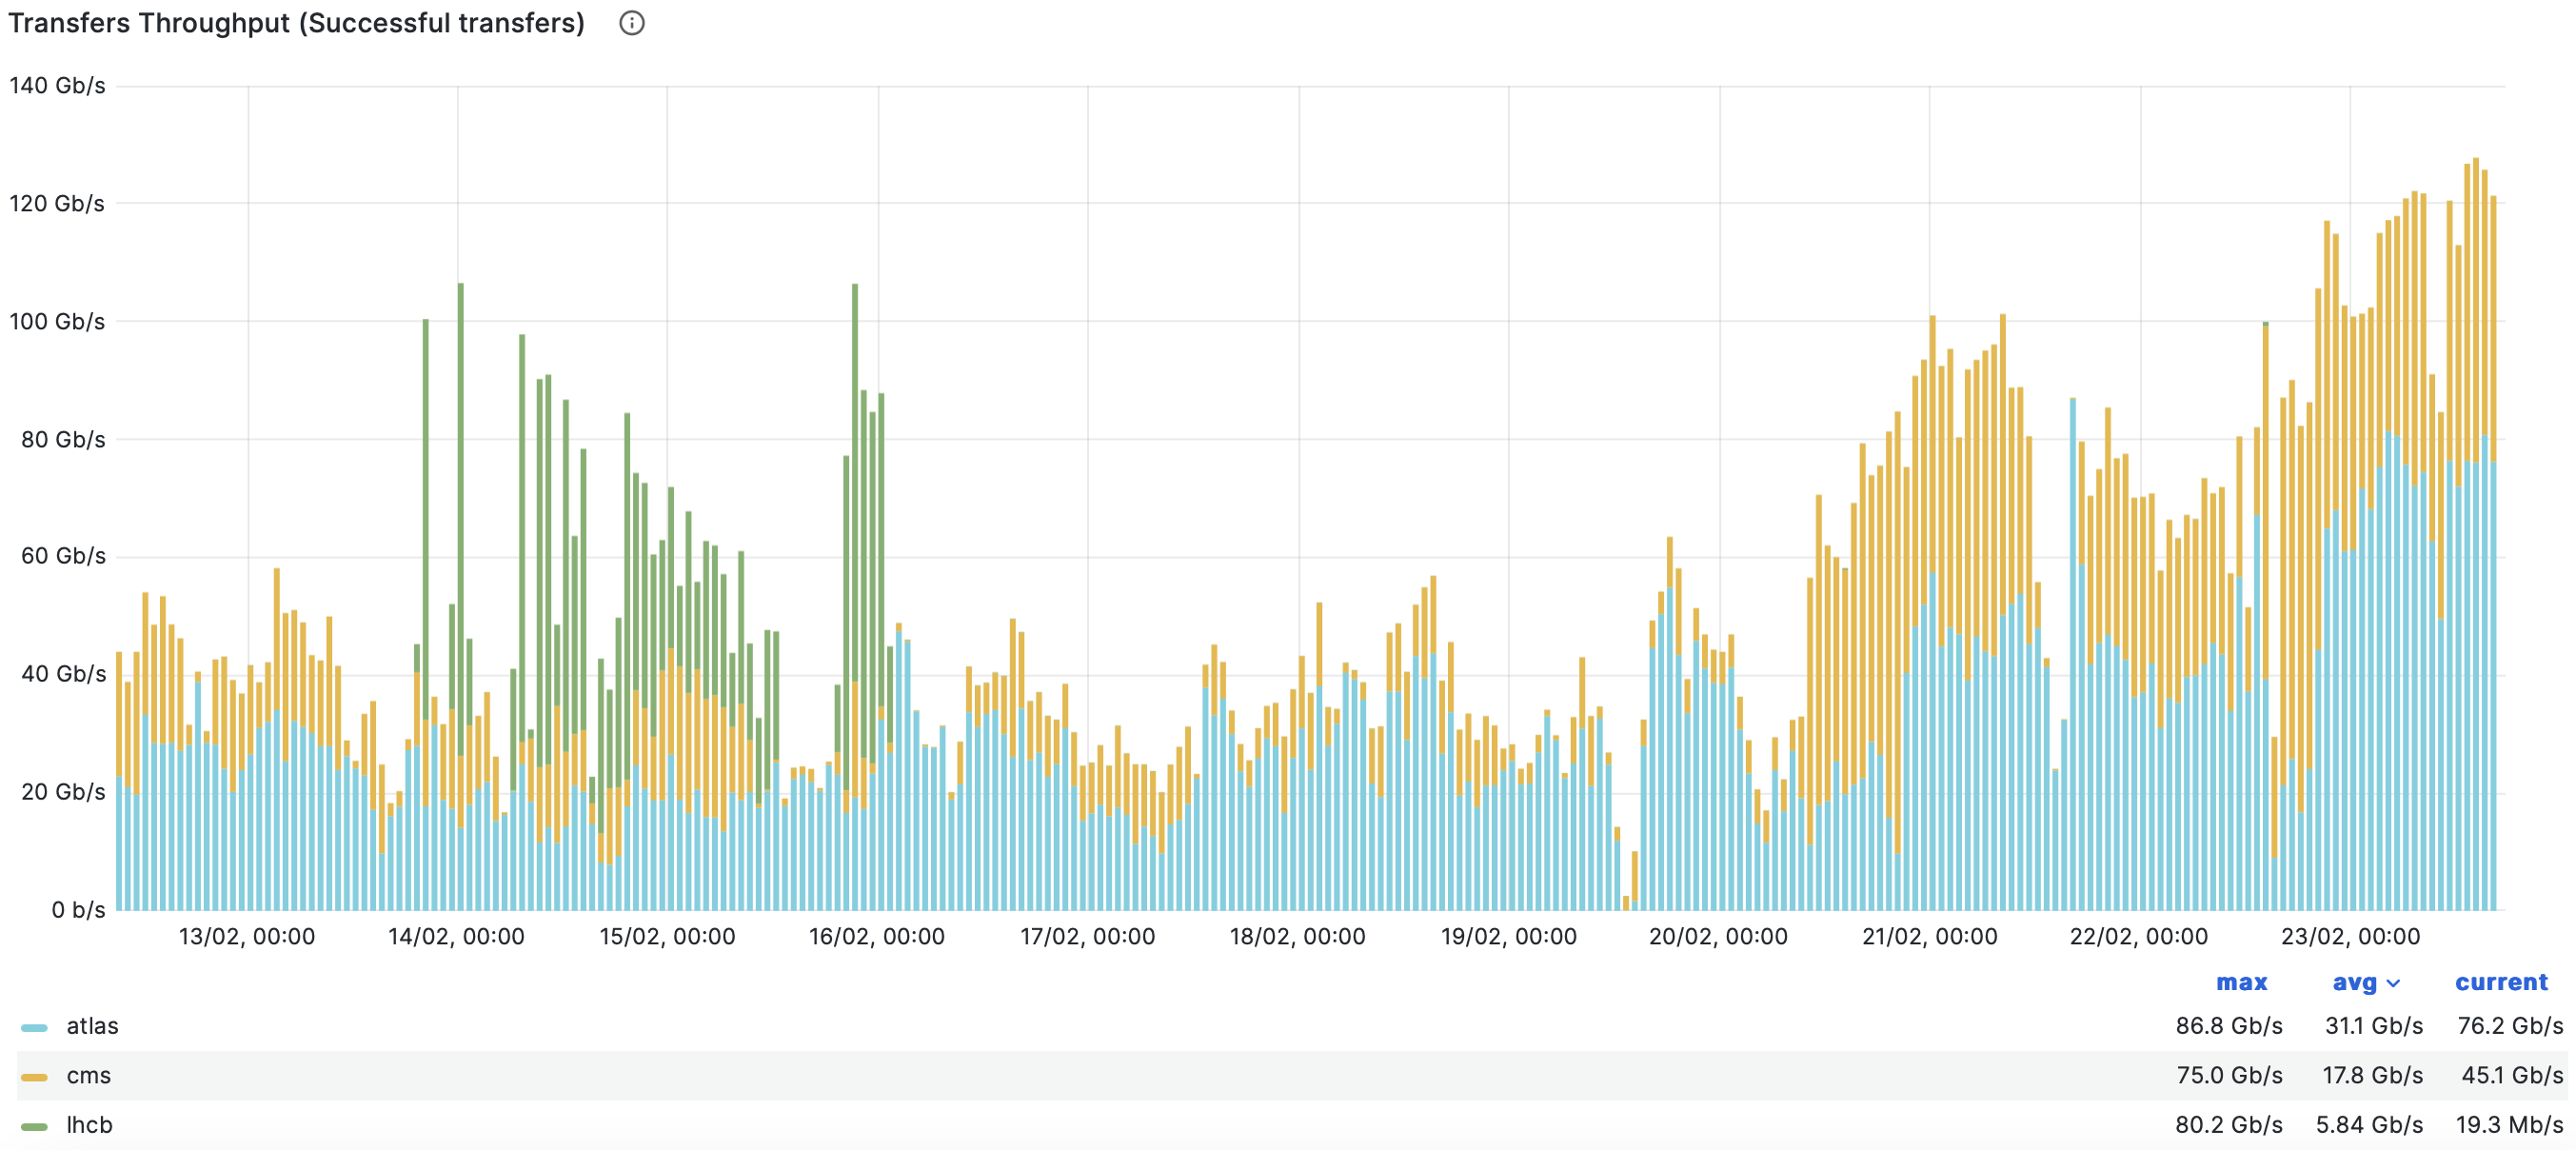 Transfers Throughput (Successful transfers)
140 Gb/s
120 Gb/s
100 Gb/s
80 Gb/s
60 Gb/s
40 Gb/s
20 Gb/s
0 b/s
13/02, 00:00 14/02, 00:00 15/02, 00:00 16/02, 00:00 17/02, 00:00 18/02, 00:00 19/02, 00:00 20/02, 00:00 21/02, 00:00 22/02, 00:00 23/02, 00:00
max avg current
atlas 86.8 Gb/s 31.1 Gb/s 76.2 Gb/s
cms 75.0 Gb/s 17.8 Gb/s 45.1 Gb/s
lhcb 80.2 Gb/s 5.84 Gb/s 19.3 Mb/s